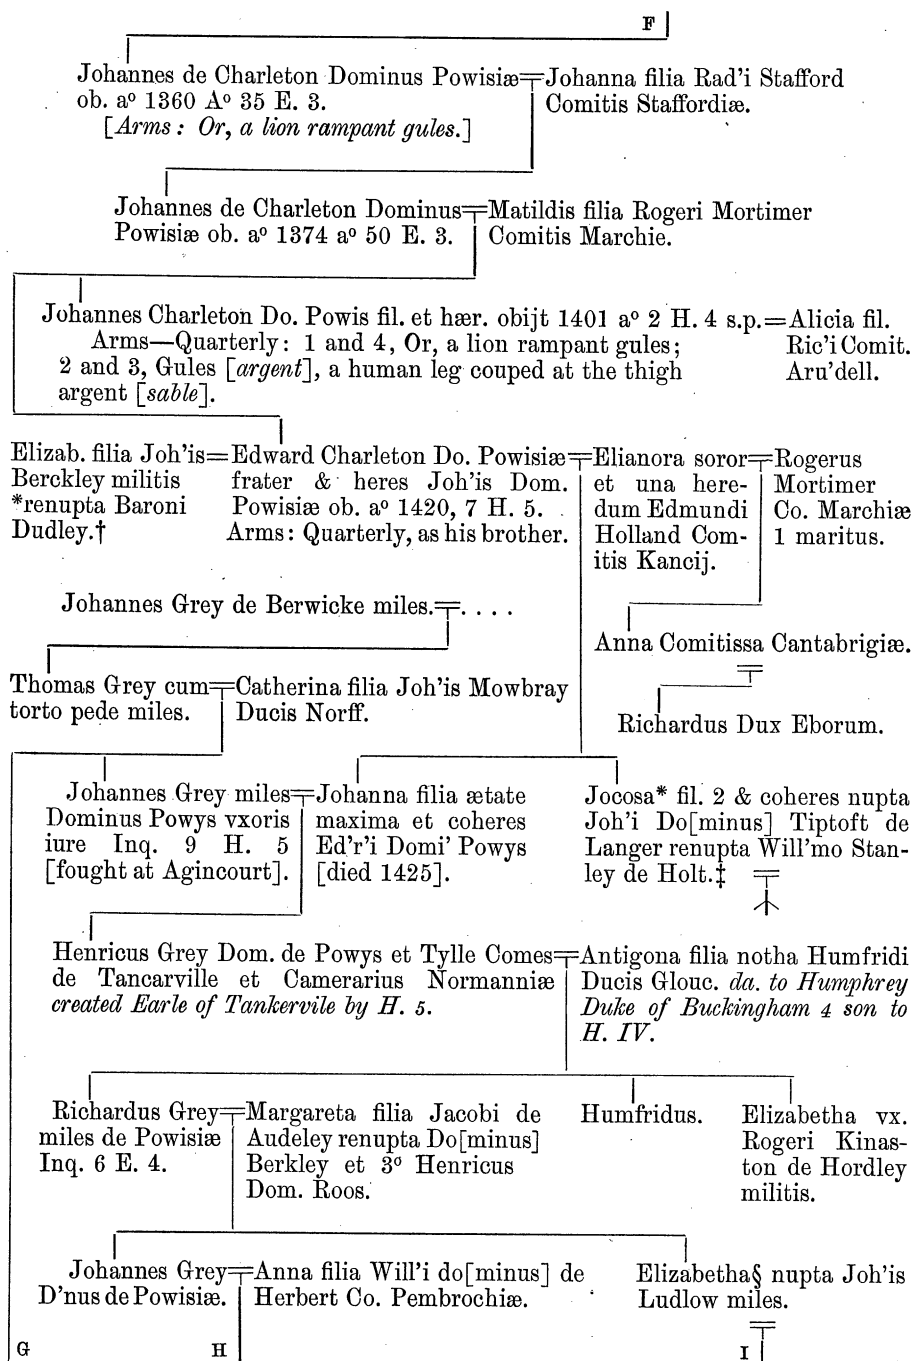 F
Johannes de Charleton Dominus Powisiæ=Johanna filia Rad'i Stafford
ob. aº 1360 Aº 35 E. 3. Comitis Staffordiæ.
[Arms: Or, a lion rampant gules.]
Johannes de Charleton Dominus=Matildis filia Rogeri Mortimer
Powisiæ ob. aº 1374 aº 50 E. 3. Comitis Marchie.
Johannes Charleton Do. Powis fil. et hær. obijt 1401 aº 2 H. 4 s.p.=Alicia fil.
Arms—Quarterly: 1 and 4, Or, a lion rampant gules; Ric'i Comit.
2 and 3, Gules [argent], a human leg couped at the thigh Aru'dell.
argent [sable].
Elizab. filia Joh'is=Edward Charleton Do. Powisiæ=Elianora soror=Rogerus
Berckley militis frater & heres Joh'is Dom. et una here- Mortimer
*renupta Baroni Powisiæ ob. aº 1420, 7 H. 5. dum Edmundi Co. Marchiæ
Dudley.† Arms: Quarterly, as his brother. Holland Com- 1 maritus.
itis Kancij.
Johannes Grey de Berwicke miles.=. . . .
Anna Comitissa Cantabrigiæ.
Thomas Grey cum=Catherina filia Joh'is Mowbray
torto pede miles. Ducis Norff.
Richardus Dux Eborum.
Johannes Grey miles=Johanna filia ætate Jocosa* fil. 2 & coheres nupta
Dominus Powys vxoris maxima et coheres Joh'i Do[minus] Tiptoft de
iure Inq. 9 H. 5 Ed'r'i Domi' Powys Langer renupta Will'mo Stan-
[fought at Agincourt]. [died 1425]. ley de Holt.‡
Henricus Grey Dom. de Powys et Tylle Comes=Antigona filia notha Humfridi
de Tancarville et Camerarius Normanniæ Ducis Glouc. da. to Humphrey
created Earle of Tankervile by H. 5. Duke of Buckingham 4 son to
H. IV.
Richardus Grey=Margareta filia Jacobi de Humfridus. Elizabetha vx.
miles de Powisiæ Audeley renupta Do[minus] Rogeri Kinas-
Inq. 6 E. 4. Berkley et 3º Henricus ton de Hordley
Dom. Roos. militis.
Johannes Grey=Anna filia Will'i do[minus] de Elizabetha§ nupta Joh'is
D'nus de Powisiæ. Herbert Co. Pembrochiæ. Ludlow miles.
G H I